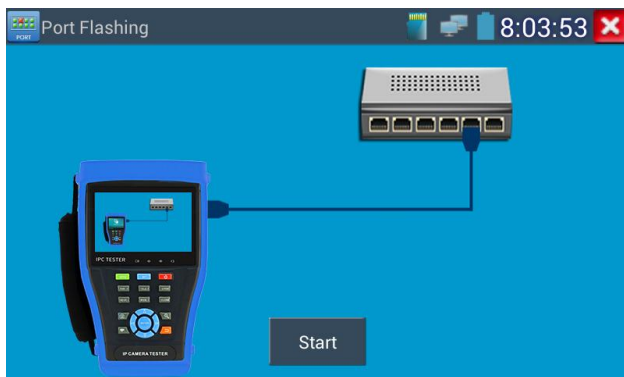 PORT
Port Flashing
8:03:53
IPC TESTER
IP CAMERA TESTER
Start